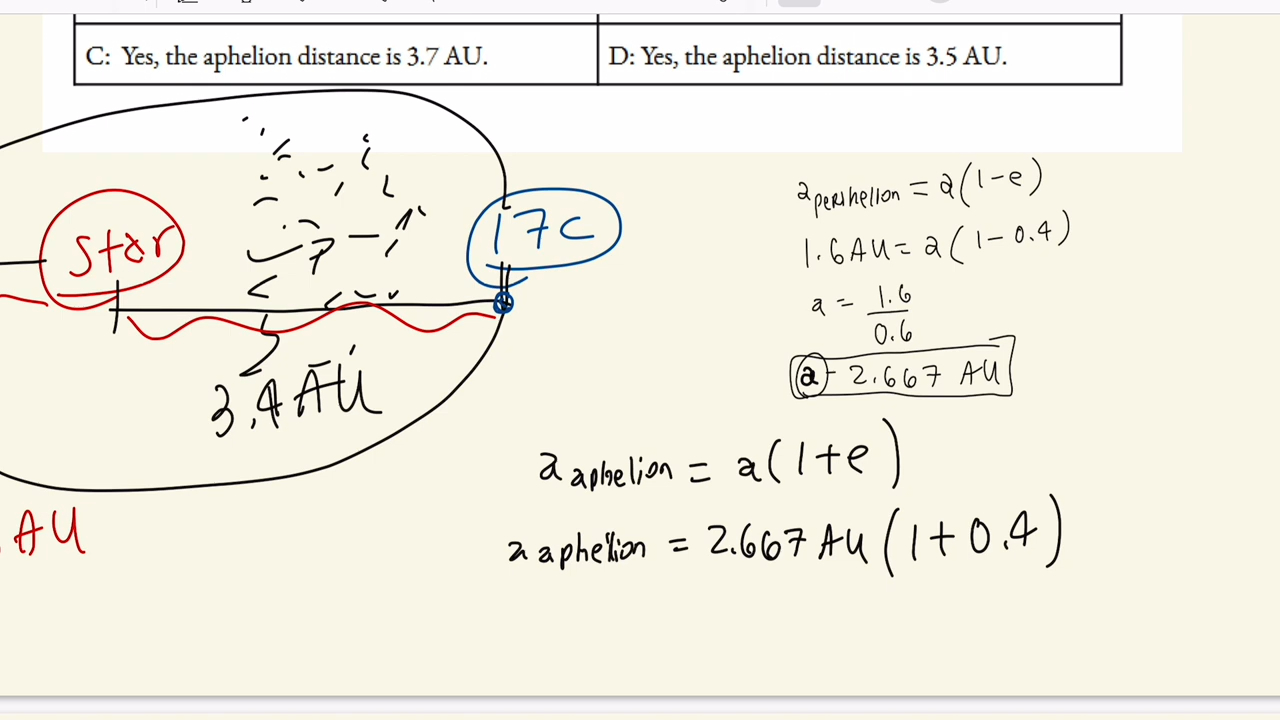 C: Yes, the aphelion distance is 3.7 AU.
D: Yes, the aphelion distance is 3.5 AU.
Star
17C
3.4 AU
AU
a perihelion = a(1-e)
1.6 AU = a(1-0.4)
a = 1.6
0.6
a = 2.667 AU
a aphelion = a(1+e)
a aphelion = 2.667 AU (1+0.4)